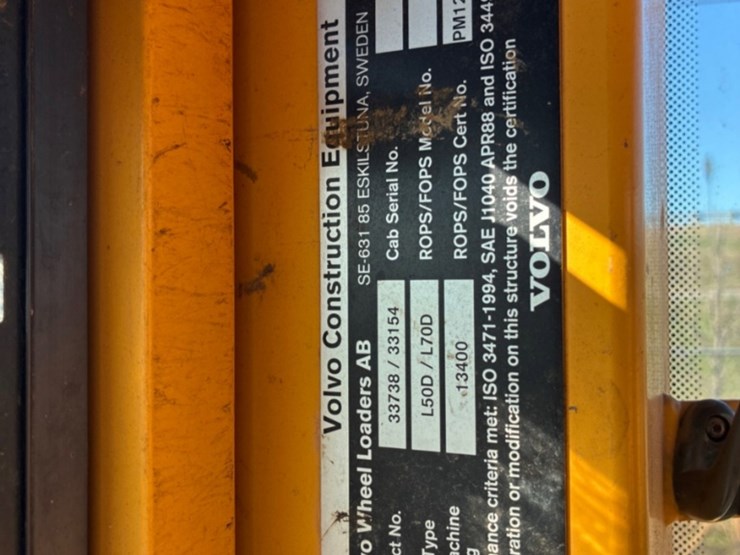 Volvo Construction Equipment
Wheel Loaders AB SE-631 85 ESKILSTUNA, SWEDEN
No. 33738 / 33154 Cab Serial No.
Type L50D / L70D ROPS/FOPS Model No.
13400 ROPS/FOPS Cert No. PM12
criteria met: ISO 3471-1994, SAE J1040 APR88 and ISO
or modification on this structure voids the certification
VOLVO